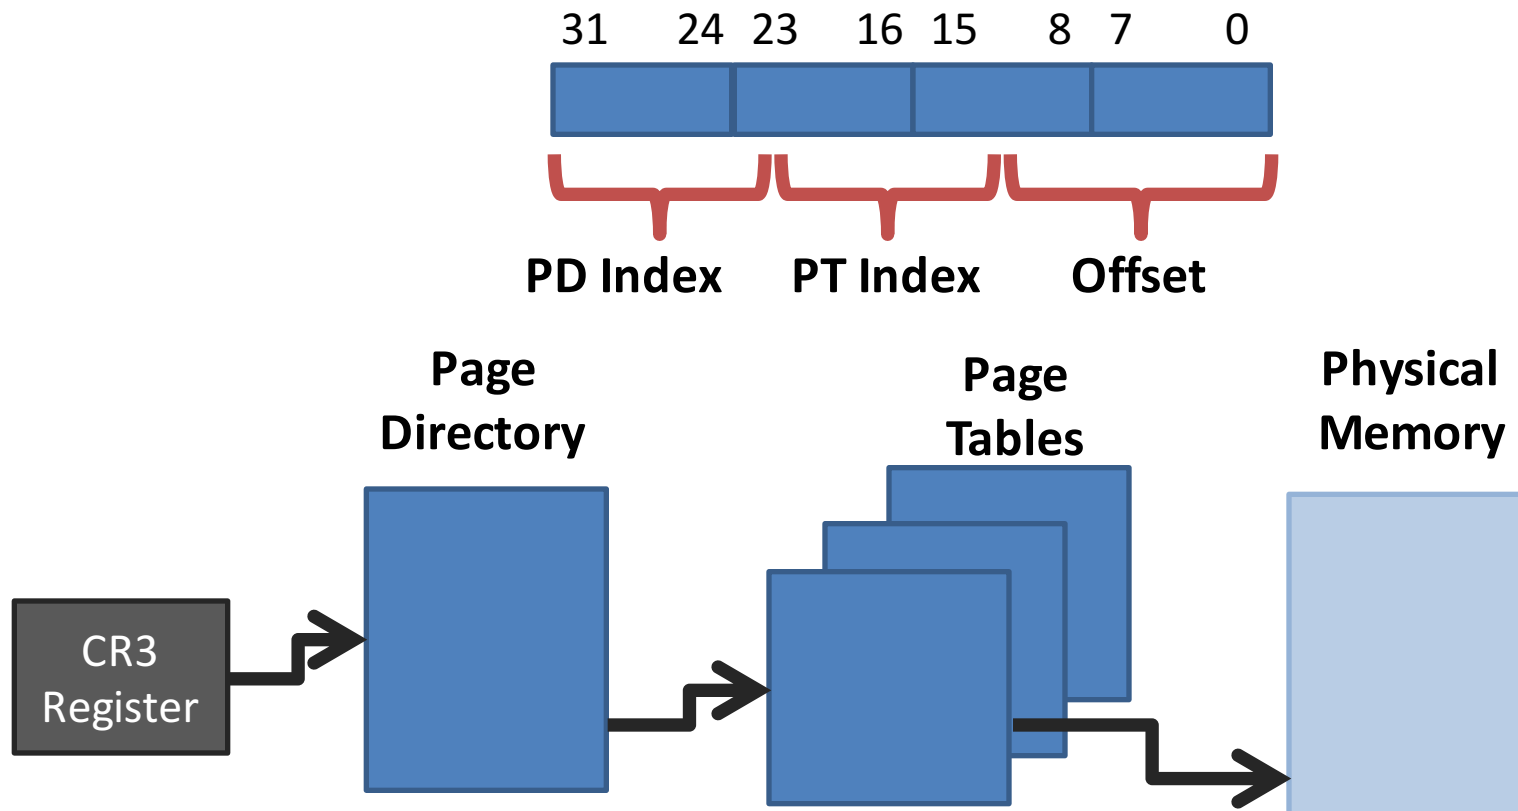 31 24 23 16 15 8 7 0
PD Index PT Index Offset
Page
Directory
Page
Tables
Physical
Memory
CR3
Register